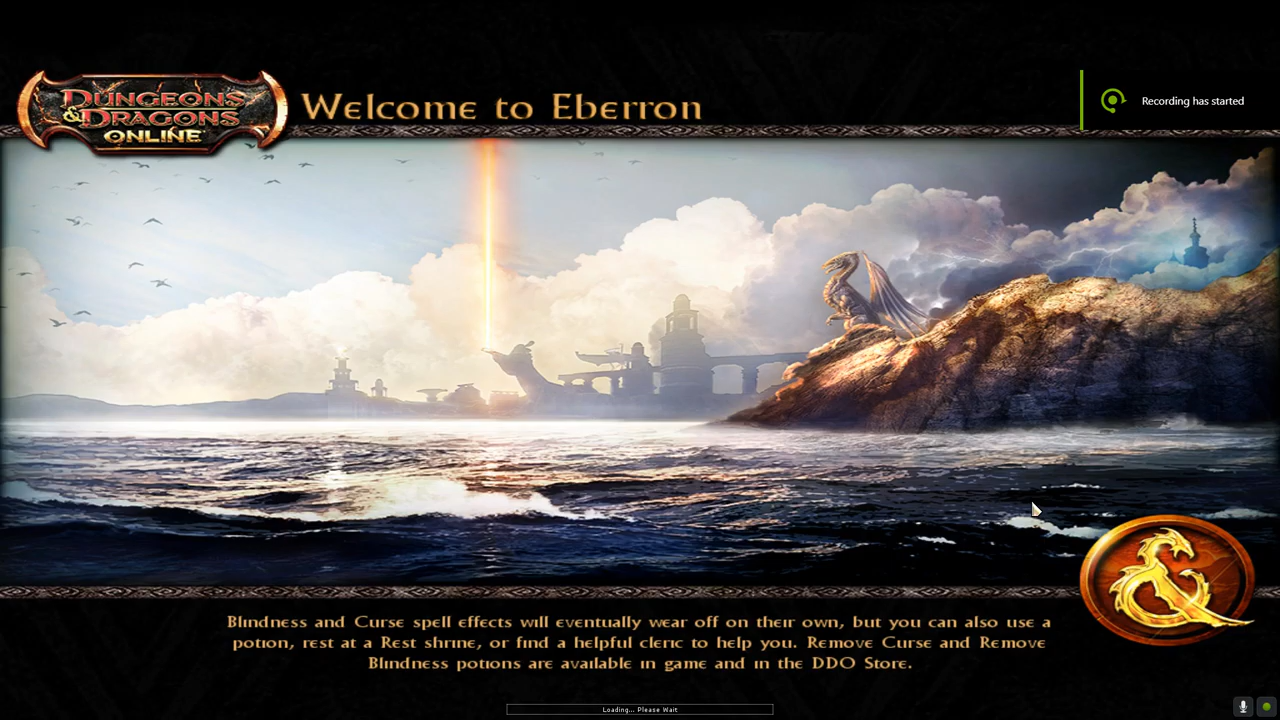 DUNGEONS
& DRAGONS
ONLINE
Welcome to Eberron
Recording has started
Blindness and Curse spell effects will eventually wear off on their own, but you can also use a
potion, rest at a Rest shrine, or find a helpful cleric to help you. Remove Curse and Remove
Blindness potions are available in game and in the DDO Store.
Loading... Please Wait